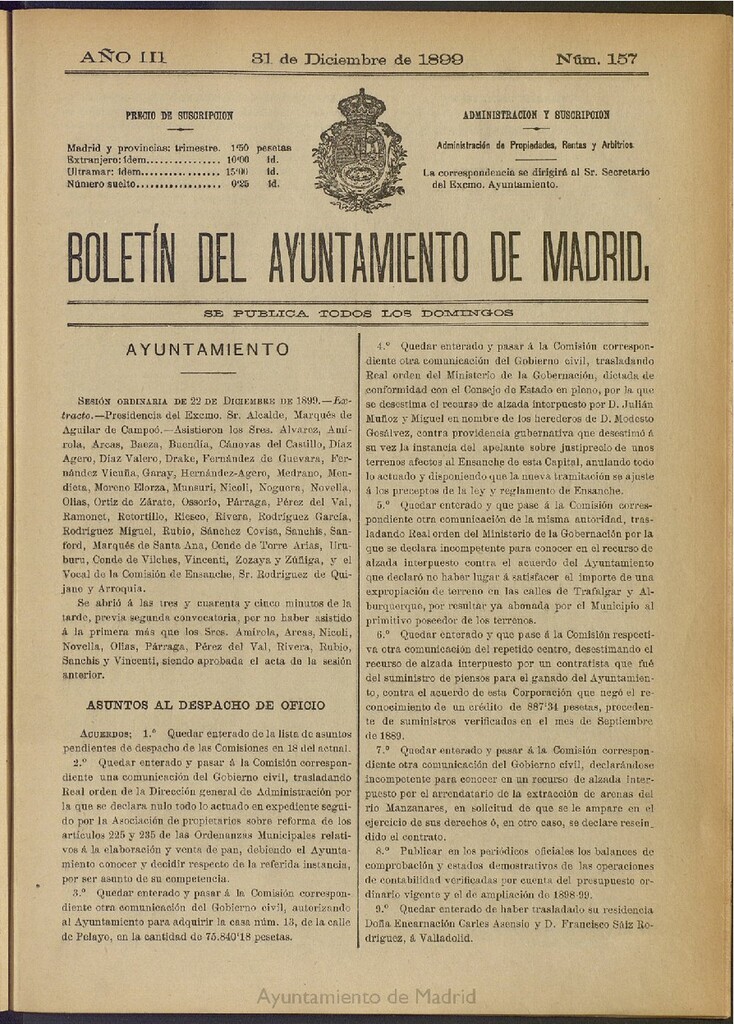 AÑO III
31 de Diciembre de 1899
Núm. 157
PRECIO DE SUSCRIPCION
Madrid y provincias: trimestre. 1'50 pesetas
Extranjero: idem................ 10'00 id.
Ultramar: idem.................. 15'00 id.
Número suelto................... 0'25 id.
ADMINISTRACION Y SUSCRIPCION
Administración de Propiedades, Rentas y Arbitrios
La correspondencia se dirigirá al Sr. Secretario
del Excmo. Ayuntamiento.
BOLETÍN DEL AYUNTAMIENTO DE MADRID.
SE PUBLICA TODOS LOS DOMINGOS
AYUNTAMIENTO
SESIÓN ORDINARIA DE 22 DE DICIEMBRE DE 1899.—Ex-
tracto.—Presidencia del Excmo. Sr. Alcalde, Marqués de
Aguilar de Campoó.—Asistieron los Sres. Alvarez, Amí-
rola, Arcas, Baeza, Buendía, Cánovas del Castillo, Díaz
Agero, Díaz Valero, Drake, Fernández de Guevara, Fer-
nández Vicuña, Garay, Hernández-Agero, Medrano, Men-
dieta, Moreno Elorza, Munsuri, Nicoli, Noguera, Novella,
Olías, Ortiz de Zárate, Ossorio, Párraga, Pérez del Val,
Ramonet, Retortillo, Riesco, Rivera, Rodríguez García,
Rodríguez Miguel, Rubio, Sánchez Covisa, Sanchís, San-
ford, Marqués de Santa Ana, Conde de Torre Arias, Uru-
buru, Conde de Vilches, Vincenti, Zozaya y Zúñiga, y el
Vocal de la Comisión de Ensanche, Sr. Rodríguez de Qui-
jano y Arroquia.
Se abrió á las tres y cuarenta y cinco minutos de la
tarde, previa segunda convocatoria, por no haber asistido
á la primera más que los Sres. Amírola, Arcas, Nicoli,
Novella, Olías, Párraga, Pérez del Val, Rivera, Rubio,
Sanchís y Vincenti, siendo aprobada el acta de la sesión
anterior.
ASUNTOS AL DESPACHO DE OFICIO
ACUERDOS: 1.º Quedar enterado de la lista de asuntos
pendientes de despacho de las Comisiones en 18 del actual.
2.º Quedar enterado y pasar á la Comisión correspon-
diente una comunicación del Gobierno civil, trasladando
Real orden de la Dirección general de Administración por
la que se declara nulo todo lo actuado en expediente segui-
do por la Asociación de propietarios sobre reforma de los
artículos 225 y 235 de las Ordenanzas Municipales relati-
vos á la elaboración y venta de pan, debiendo el Ayunta-
miento conocer y decidir respecto de la referida instancia,
por ser asunto de su competencia.
3.º Quedar enterado y pasar á la Comisión correspon-
diente otra comunicación del Gobierno civil, autorizando
al Ayuntamiento para adquirir la casa núm. 13, de la calle
de Pelayo, en la cantidad de 75.840'18 pesetas.
4.º Quedar enterado y pasar á la Comisión correspon-
diente otra comunicación del Gobierno civil, trasladando
Real orden del Ministerio de la Gobernación, dictada de
conformidad con el Consejo de Estado en pleno, por la que
se desestima el recurso de alzada interpuesto por D. Julián
Muñoz y Miguel en nombre de los herederos de D. Modesto
Gosálvez, contra providencia gubernativa que desestimó á
su vez la instancia del apelante sobre justiprecio de unos
terrenos afectos al Ensanche de esta Capital, anulando todo
lo actuado y disponiendo que la nueva tramitación se ajuste
á los preceptos de la ley y reglamento de Ensanche.
5.º Quedar enterado y que pase á la Comisión corres-
pondiente otra comunicación de la misma autoridad, tras-
ladando Real orden del Ministerio de la Gobernación por la
que se declara incompetente para conocer en el recurso de
alzada interpuesto contra el acuerdo del Ayuntamiento
que declaró no haber lugar á satisfacer el importe de una
expropiación de terreno en las calles de Trafalgar y Al-
burquerque, por resultar ya abonada por el Municipio al
primitivo poseedor de los terrenos.
6.º Quedar enterado y que pase á la Comisión respecti-
va otra comunicación del repetido centro, desestimando el
recurso de alzada interpuesto por un contratista que fué
del suministro de piensos para el ganado del Ayuntamien-
to, contra el acuerdo de esta Corporación que negó el re-
conocimiento de un crédito de 887'34 pesetas, proceden-
te de suministros verificados en el mes de Septiembre
de 1889.
7.º Quedar enterado y pasar á la Comisión correspon-
diente otra comunicación del Gobierno civil, declarándose
incompetente para conocer en un recurso de alzada inter-
puesto por el arrendatario de la extracción de arenas del
río Manzanares, en solicitud de que se le ampare en el
ejercicio de sus derechos ó, en otro caso, se declare rescin-
dido el contrato.
8.º Publicar en los periódicos oficiales los balances de
comprobación y estados demostrativos de las operaciones
de contabilidad verificadas por cuenta del presupuesto or-
dinario vigente y el de ampliación de 1898-99.
9.º Quedar enterado de haber trasladado su residencia
Doña Encarnación Carles Asensio y D. Francisco Sáiz Ro-
dríguez, á Valladolid.
Ayuntamiento de Madrid